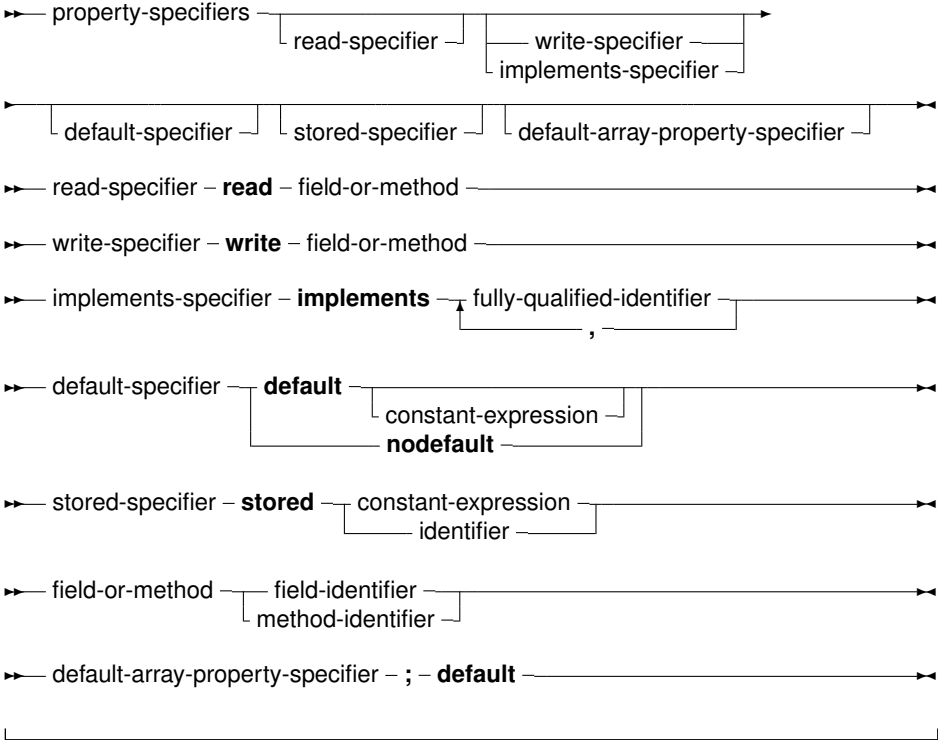 property-specifiers
read-specifier write-specifier
implements-specifier
default-specifier stored-specifier default-array-property-specifier
read-specifier read field-or-method
write-specifier write field-or-method
implements-specifier implements fully-qualified-identifier
,
default-specifier default
constant-expression
nodefault
stored-specifier stored constant-expression
identifier
field-or-method field-identifier
method-identifier
default-array-property-specifier ; default